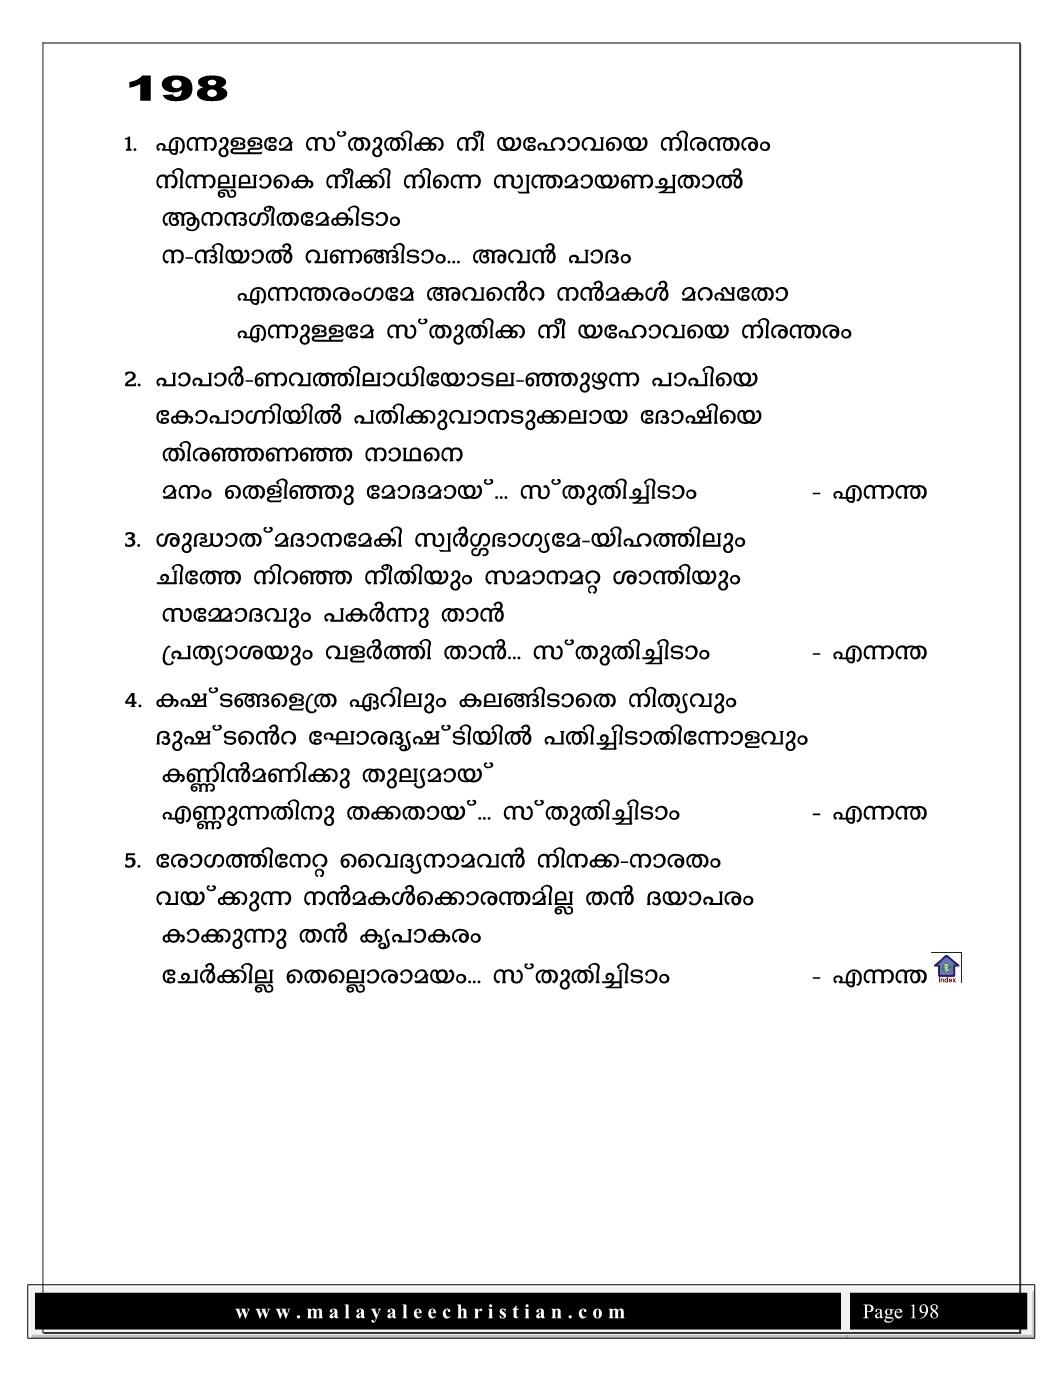 198
1. എന്നുള്ളമേ സ്തുതിക്ക നീ യഹോവയെ നിരന്തരം
നിന്നല്ലലാകെ നീക്കി നിന്നെ സ്വന്തമായണച്ചതാൽ
ആനന്ദഗീതമേകിടാം
ന-ന്ദിയാൽ വണങ്ങിടാം... അവൻ പാദം
എന്നന്തരംഗമേ അവൻെറ നൻമകൾ മറപ്പതോ
എന്നുള്ളമേ സ്തുതിക്ക നീ യഹോവയെ നിരന്തരം
2. പാപാർ-ണവത്തിലാധിയോടല-ഞ്ഞുഴന്ന പാപിയെ
കോപാഗ്നിയിൽ പതിക്കുവാനടുക്കലായ ദോഷിയെ
തിരഞ്ഞണഞ്ഞ നാഥനെ
മനം തെളിഞ്ഞു മോദമായ്... സ്തുതിച്ചിടാം - എന്നന്ത
3. ശുദ്ധാത്മദാനമേകി സ്വർഗ്ഗഭാഗ്യമേ-യിഹത്തിലും
ചിത്തേ നിറഞ്ഞ നീതിയും സമാനമറ്റ ശാന്തിയും
സമ്മോദവും പകർന്നു താൻ
പ്രത്യാശയും വളർത്തി താൻ... സ്തുതിച്ചിടാം - എന്നന്ത
4. കഷ്ടങ്ങളെത്ര ഏറിലും കലങ്ങിടാതെ നിത്യവും
ദുഷ്ടൻെറ ഘോരദൃഷ്ടിയിൽ പതിച്ചിടാതിന്നോളവും
കണ്ണിൻമണിക്കു തുല്യമായ്
എണ്ണുന്നതിനു തക്കതായ്... സ്തുതിച്ചിടാം - എന്നന്ത
5. രോഗത്തിനേറ്റ വൈദ്യനാമവൻ നിനക്ക-നാരതം
വയ്ക്കുന്ന നൻമകൾക്കൊരന്തമില്ല തൻ ദയാപരം
കാക്കുന്നു തൻ കൃപാകരം
ചേർക്കില്ല തെല്ലൊരാമയം... സ്തുതിച്ചിടാം - എന്നന്ത
Index
www.malayaleechristian.com
Page 198